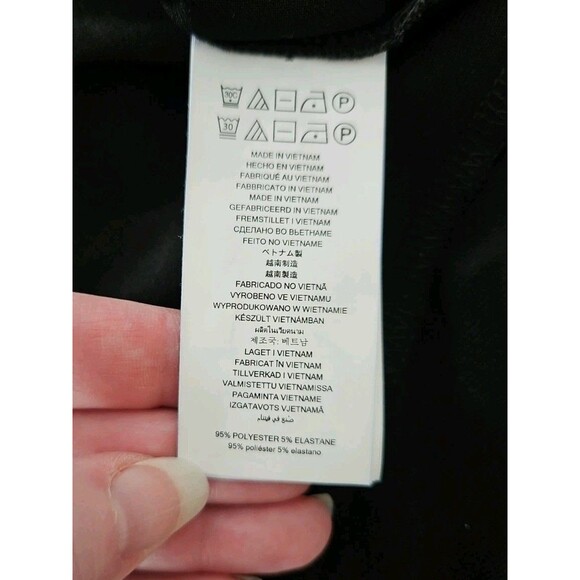 30C P
30 P
MADE IN VIETNAM
HECHO EN VIETNAM
FABRIQUÉ AU VIETNAM
FABBRICATO IN VIETNAM
MADE IN VIETNAM
GEFABRICEERD IN VIETNAM
FREMSTILLET I VIETNAM
СДЕЛАНО ВО ВЬЕТНАМЕ
FEITO NO VIETNAME
ベトナム製
越南制造
越南製造
FABRICADO NO VIETNÃ
VYROBENO VE VIETNAMU
WYPRODUKOWANO W WIETNAMIE
KÉSZÜLT VIETNÁMBAN
ผลิตในเวียดนาม
제조국: 베트남
LAGET I VIETNAM
FABRICAT ÎN VIETNAM
TILLVERKAD I VIETNAM
VALMISTETTU VIETNAMISSA
PAGAMINTA VIETNAME
IZGATAVOTS VJETNAMĀ
صنع في فيتنام
95% POLYESTER 5% ELASTANE
95% poliéster 5% elastano